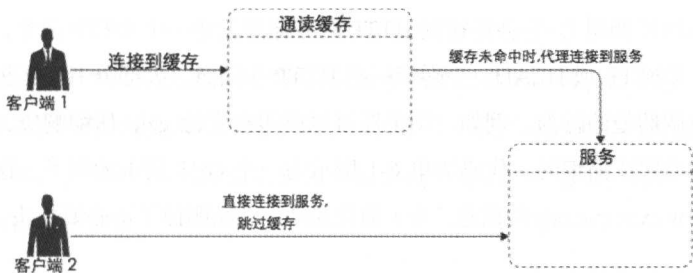 通读缓存
连接到缓存
缓存未命中时,代理连接到服务
客户端 1
服务
直接连接到服务,
跳过缓存
客户端 2